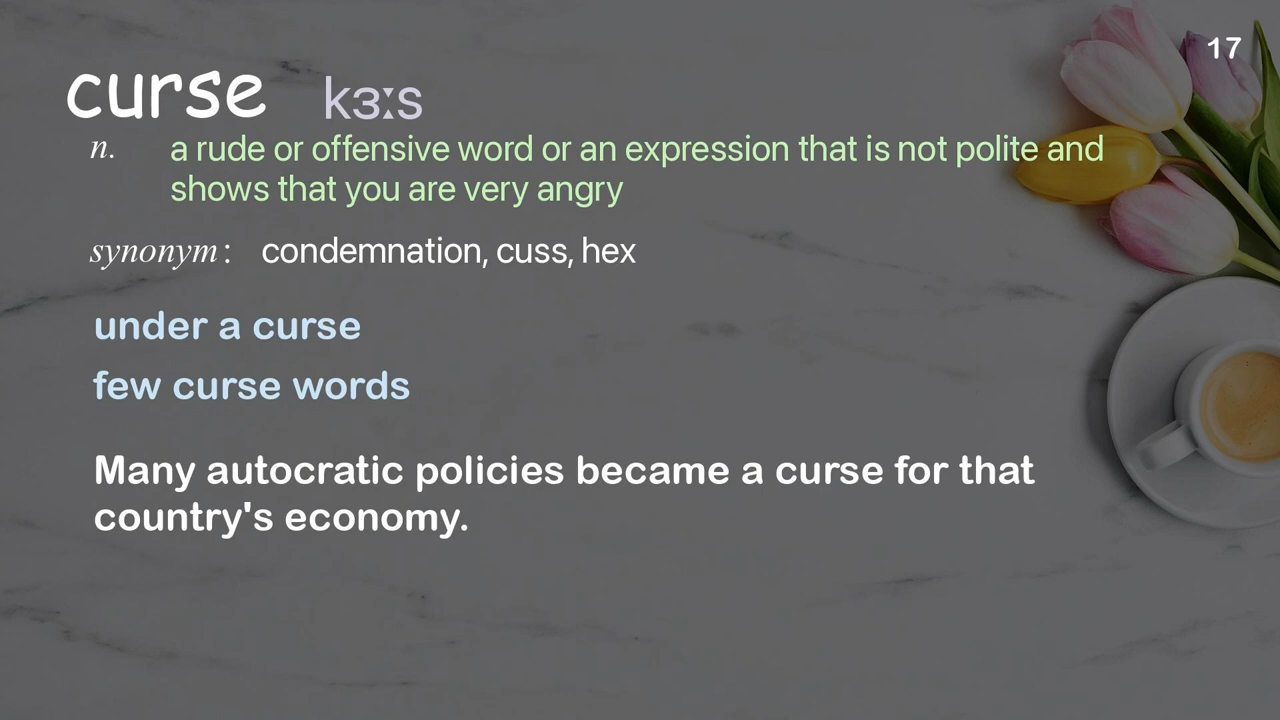 17
curse kɜːs
n. a rude or offensive word or an expression that is not polite and
shows that you are very angry
synonym: condemnation, cuss, hex
under a curse
few curse words
Many autocratic policies became a curse for that
country's economy.